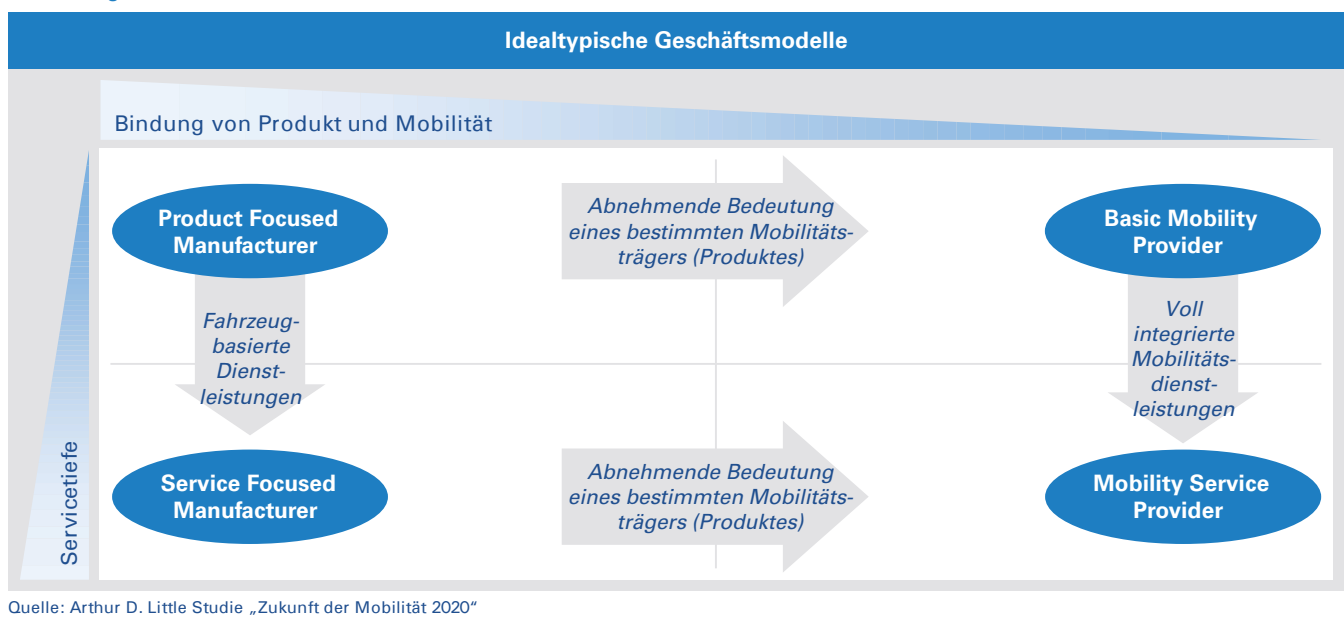 Idealtypische Geschäftsmodelle
Bindung von Produkt und Mobilität
Servicetiefe
Product Focused
Manufacturer
Abnehmende Bedeutung
eines bestimmten Mobilitäts-
trägers (Produktes)
Basic Mobility
Provider
Fahrzeug-
basierte
Dienst-
leistungen
Voll
integrierte
Mobilitäts-
dienst-
leistungen
Service Focused
Manufacturer
Abnehmende Bedeutung
eines bestimmten Mobilitäts-
trägers (Produktes)
Mobility Service
Provider
Quelle: Arthur D. Little Studie „Zukunft der Mobilität 2020“